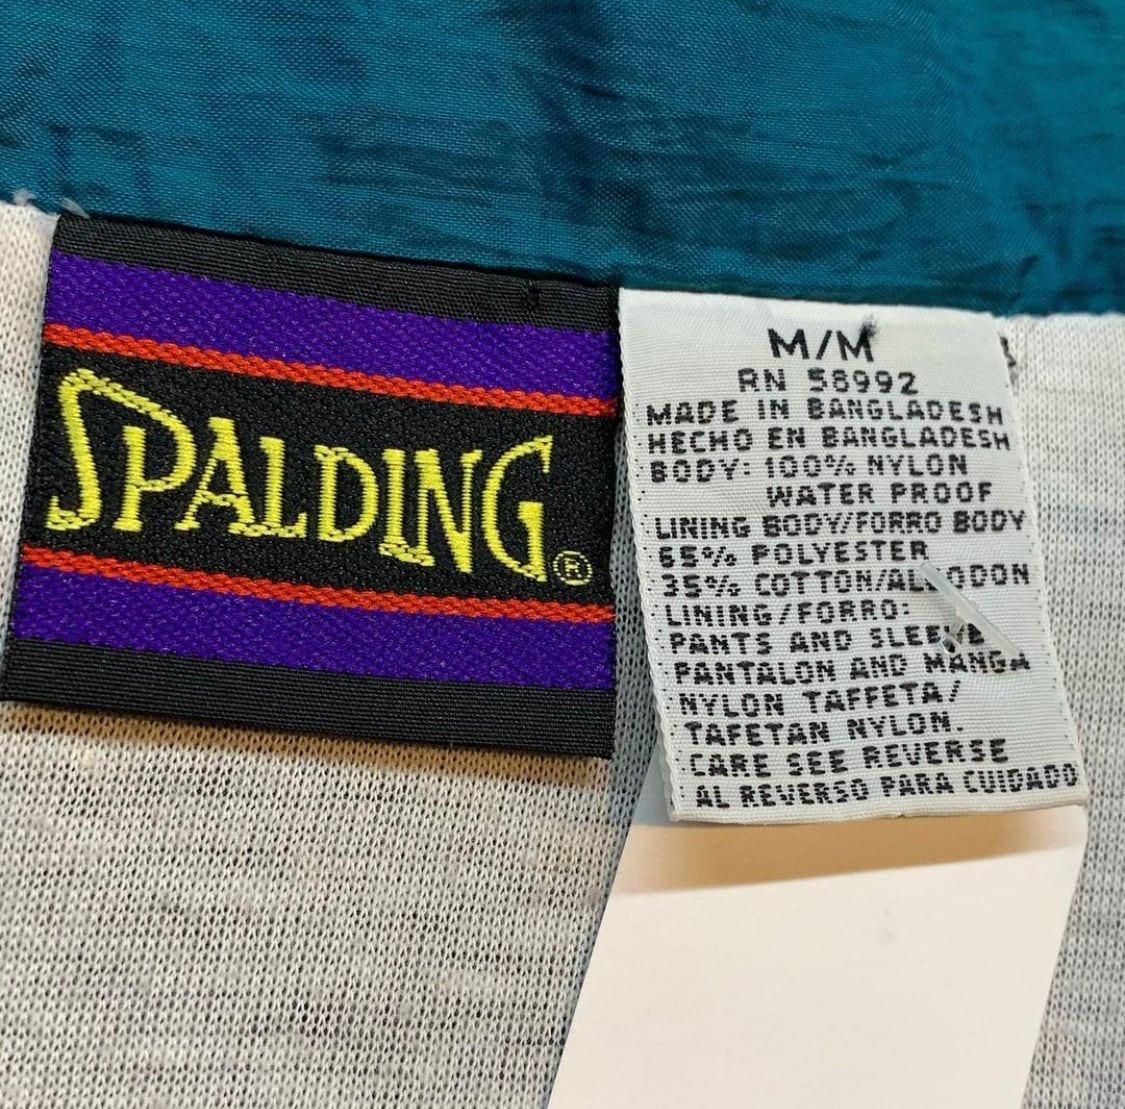 SPALDING®
M/M
RN 58992
MADE IN BANGLADESH
HECHO EN BANGLADESH
BODY: 100% NYLON
WATER PROOF
LINING BODY/FORRO BODY
65% POLYESTER
35% COTTON/ALGODON
LINING/FORRO:
PANTS AND SLEEVE
PANTALON AND MANGA
NYLON TAFFETA/
TAFETAN NYLON.
CARE SEE REVERSE
AL REVERSO PARA CUIDADO